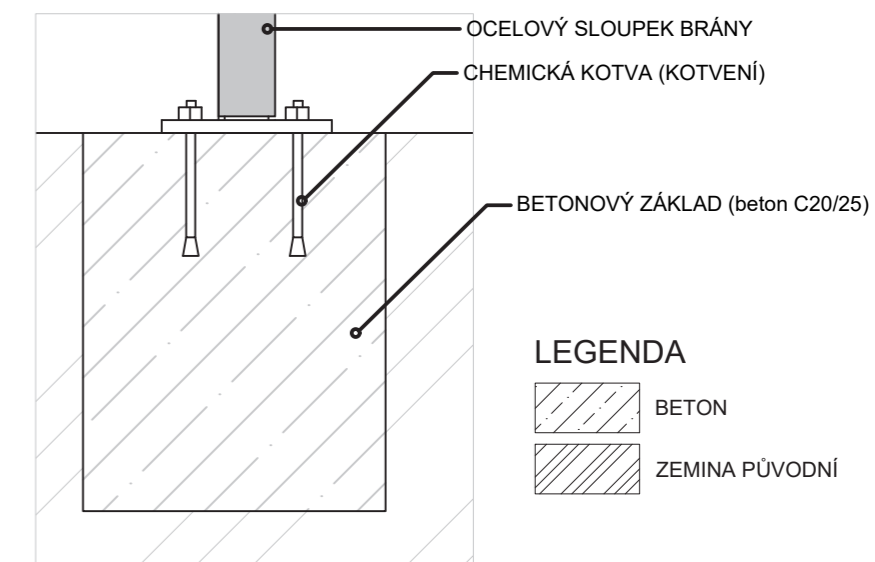 OCELOVÝ SLOUPEK BRÁNY
CHEMICKÁ KOTVA (KOTVENÍ)
BETONOVÝ ZÁKLAD (beton C20/25)
LEGENDA
BETON
ZEMINA PŮVODNÍ